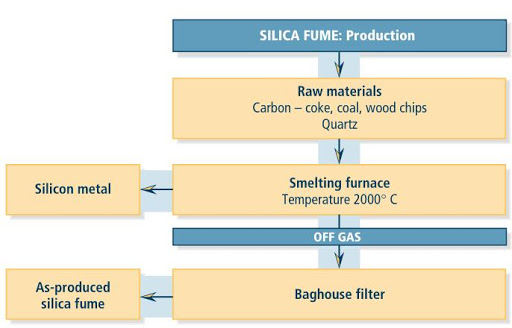 SILICA FUME: Production
Raw materials
Carbon – coke, coal, wood chips
Quartz
Silicon metal
Smelting furnace
Temperature 2000° C
OFF GAS
As-produced
silica fume
Baghouse filter